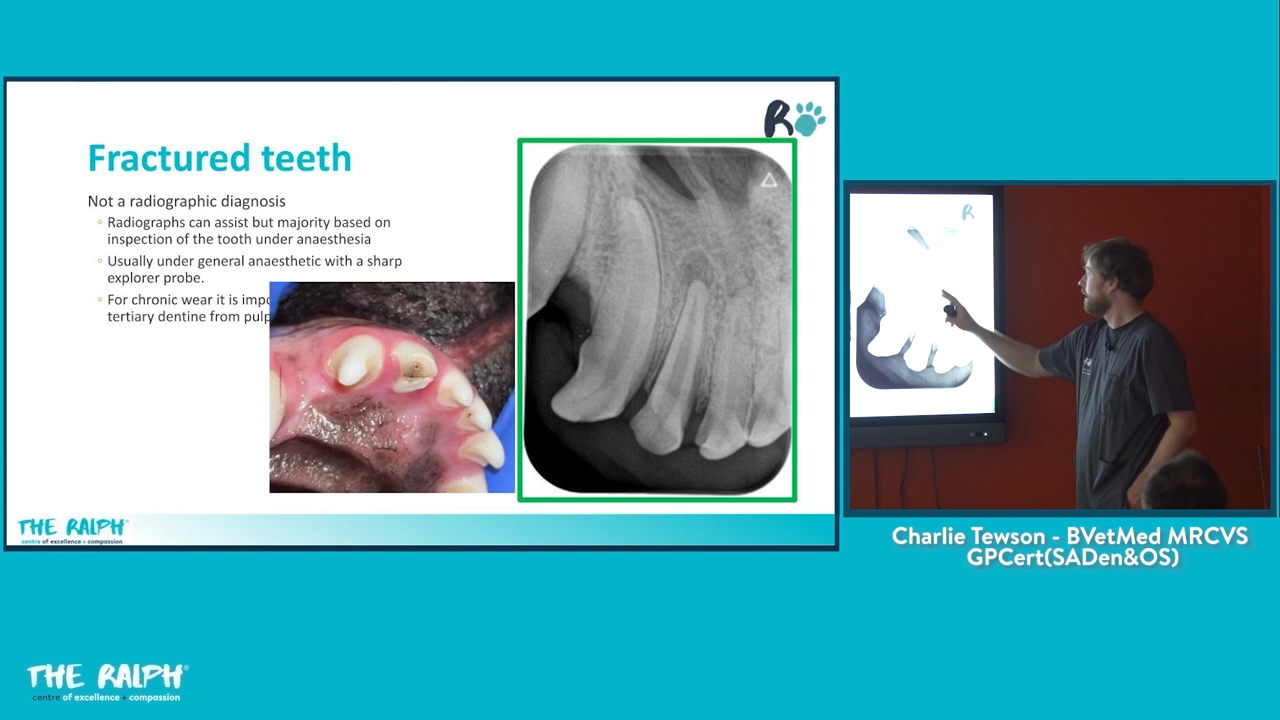 R
Fractured teeth
Not a radiographic diagnosis
Radiographs can assist but majority based on
inspection of the tooth under anaesthesia
Usually under general anaesthetic with a sharp
explorer probe.
For chronic wear it is
tertiary dentine from
THE RALPH®
centre of excellence + compassion
R
Charlie Tewson - BVetMed MRCVS
GPCert(SADen&OS)
THE RALPH®
centre of excellence + compassion